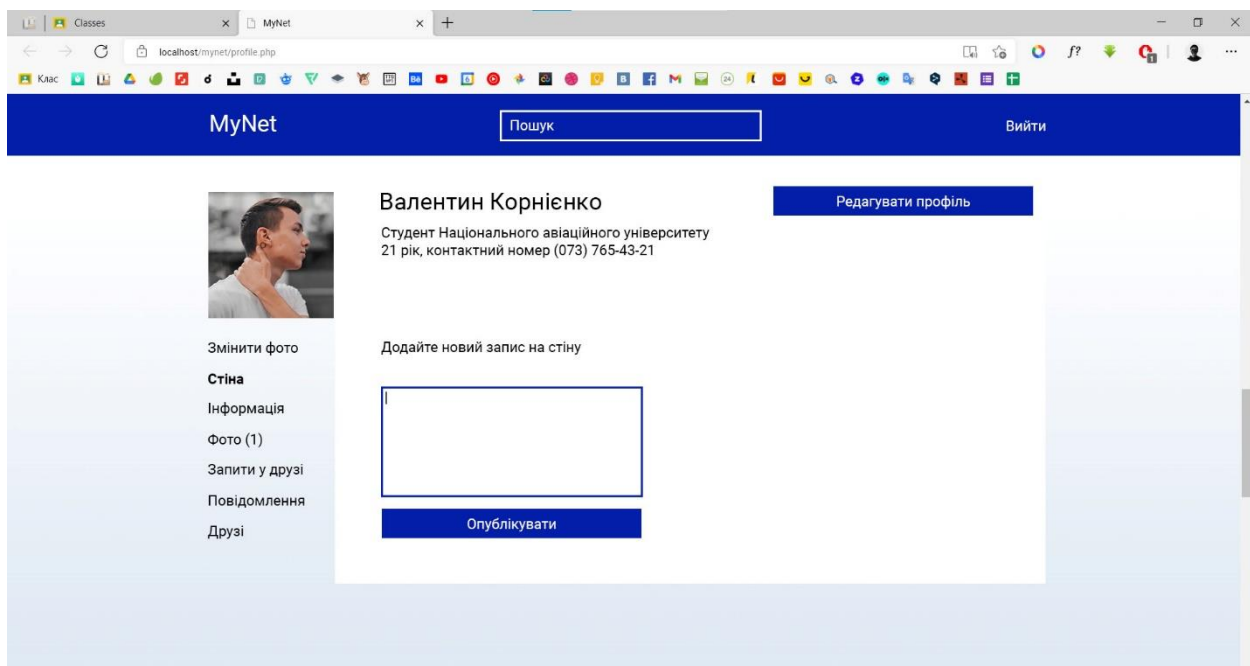 Classes
MyNet
localhost/mynet/profile.php
Клас
MyNet
Пошук
Вийти
Валентин Корнієнко
Редагувати профіль
Студент Національного авіаційного університету
21 рік, контактний номер (073) 765-43-21
Змінити фото
Додайте новий запис на стіну
Стіна
Інформація
Фото (1)
Запити у друзі
Повідомлення
Опублікувати
Друзі